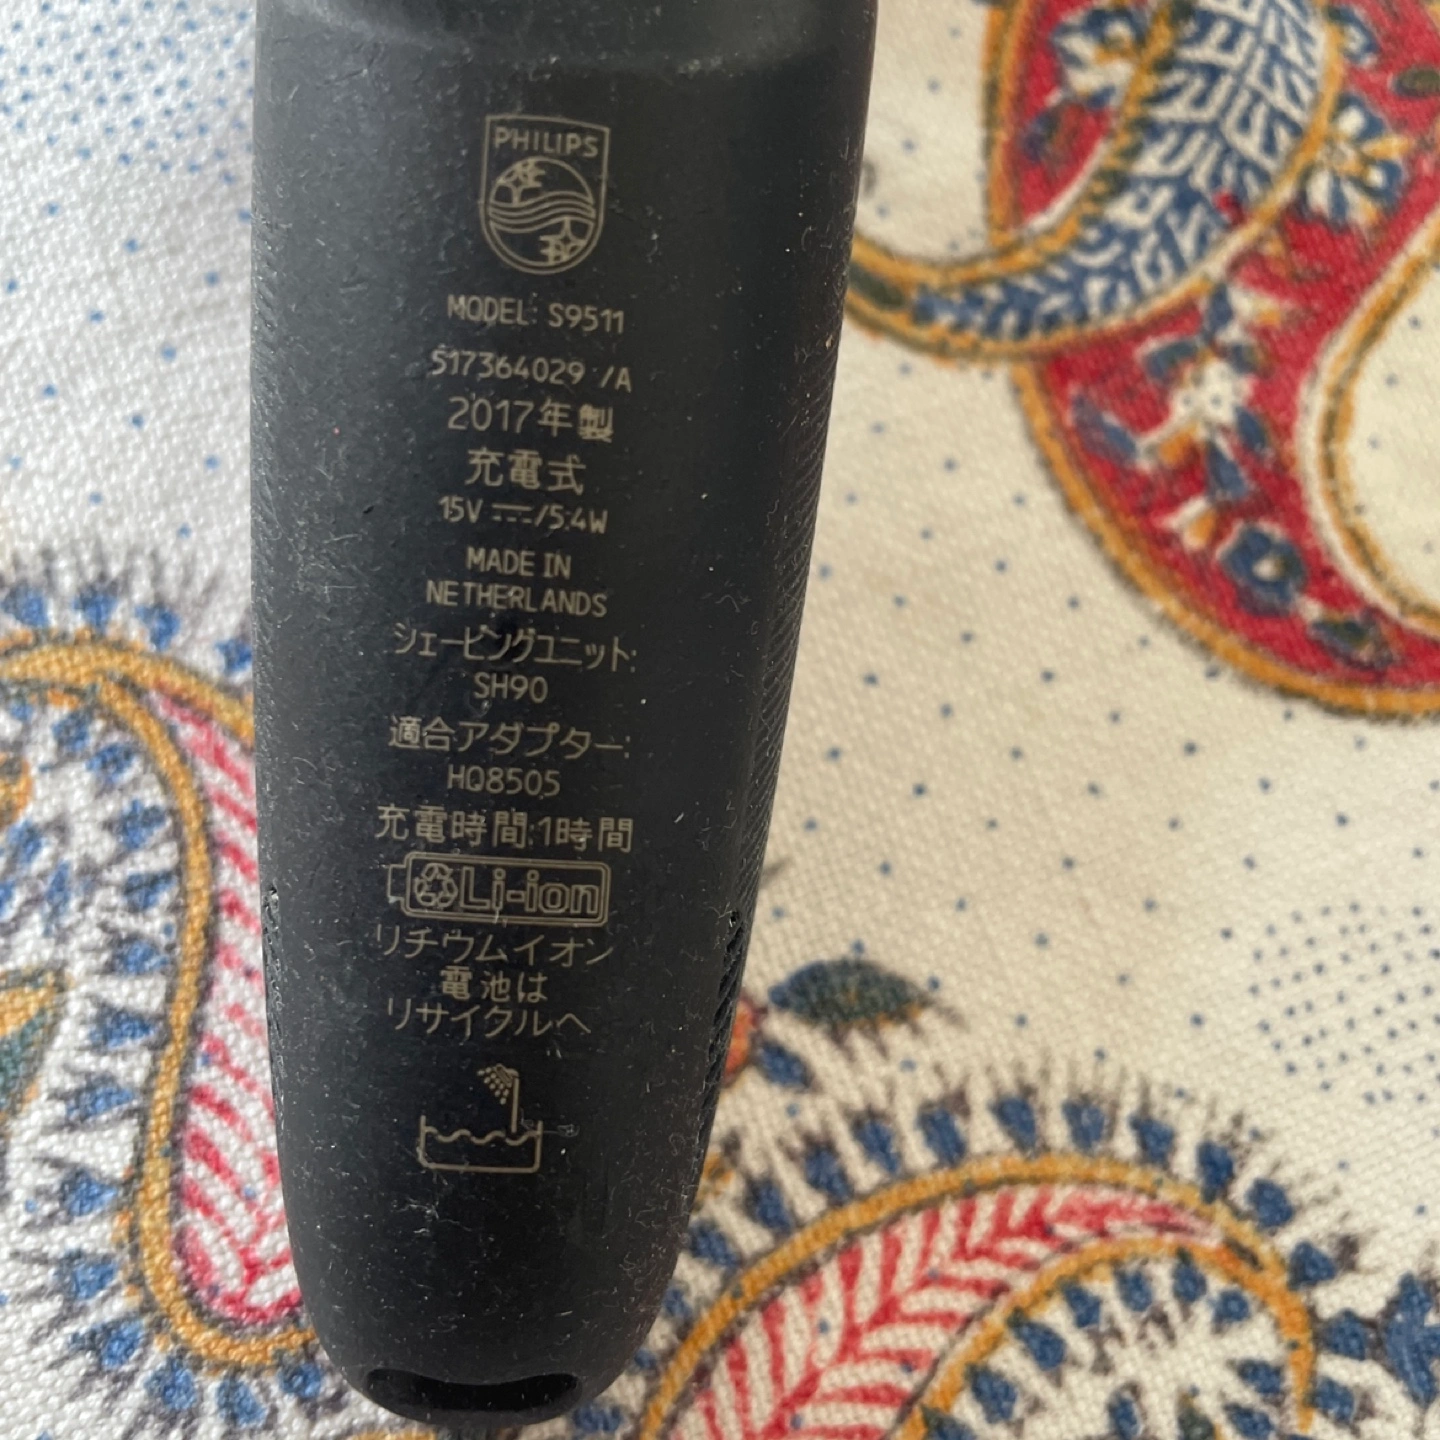 PHILIPS
MODEL: S9511
517364029 /A
2017年製
充電式
15V ⎓/5.4W
MADE IN
NETHERLANDS
シェービングユニット:
SH90
適合アダプター:
HQ8505
充電時間:1時間
Li-ion
リチウムイオン
電池は
リサイクルへ